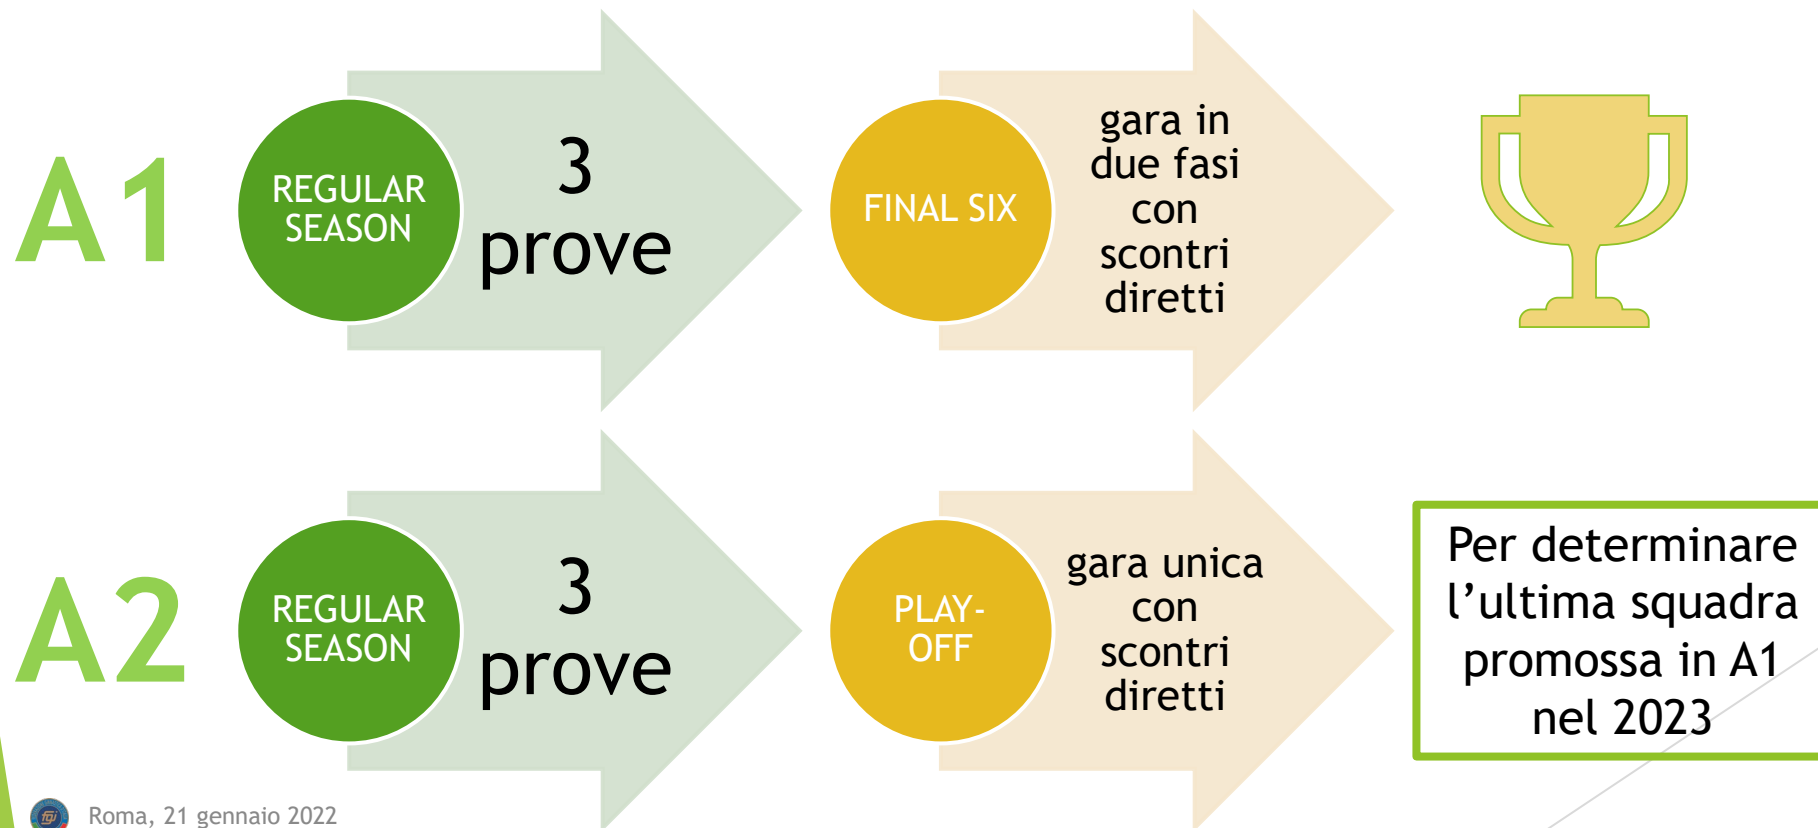 A1
REGULAR
SEASON
3
prove
FINAL SIX
gara in
due fasi
con
scontri
diretti
A2
REGULAR
SEASON
3
prove
PLAY-
OFF
gara unica
con
scontri
diretti
Per determinare
l’ultima squadra
promossa in A1
nel 2023
fgi
Roma, 21 gennaio 2022